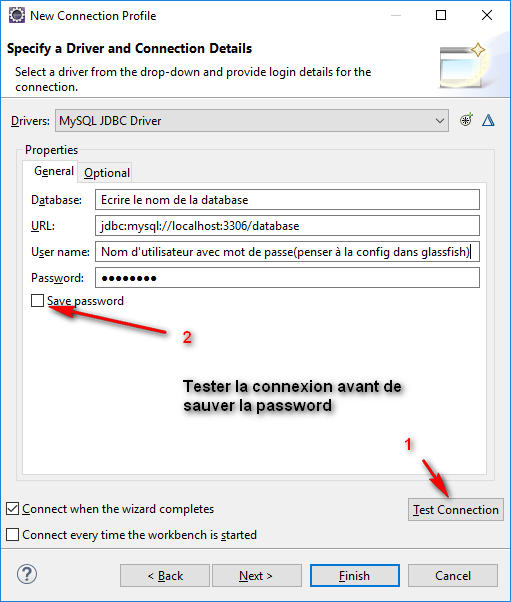 New Connection Profile
Specify a Driver and Connection Details
Select a driver from the drop-down and provide login details for the
connection.
Drivers: MySQL JDBC Driver
Properties
General Optional
Database: Ecrire le nom de la database
URL: jdbc:mysql://localhost:3306/database
User name: Nom d'utilisateur avec mot de passe(penser à la config dans glassfish)
Password: ●●●●●●●●
Save password
2
Tester la connexion avant de
sauver la password
1
Connect when the wizard completes Test Connection
Connect every time the workbench is started
? < Back Next > Finish Cancel